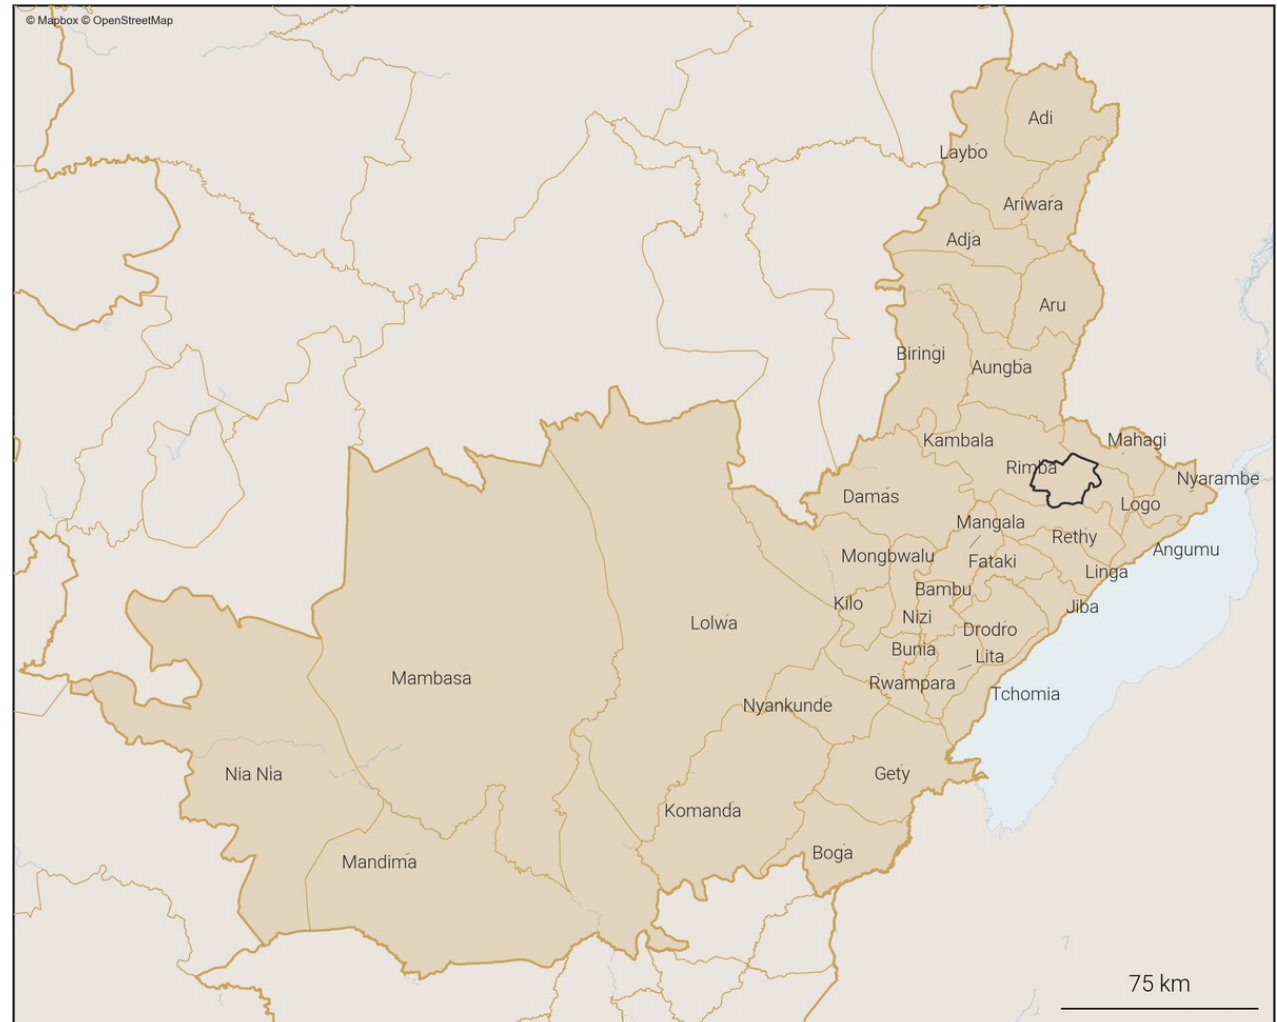 © Mapbox © OpenStreetMap
Adi
Laybo
Ariwara
Adja
Aru
Biringi
Aungba
Kambala
Mahagi
Rimba
Nyarambe
Damas
Logo
Mangala
Rethy
Angumu
Mongbwalu
Fataki
Linga
Bambu
Kilo
Jiba
Nizi
Lolwa
Drodro
Bunia
Lita
Mambasa
Rwampara
Tchomia
Nyankunde
Nia Nia
Gety
Komanda
Boga
Mandima
75 km